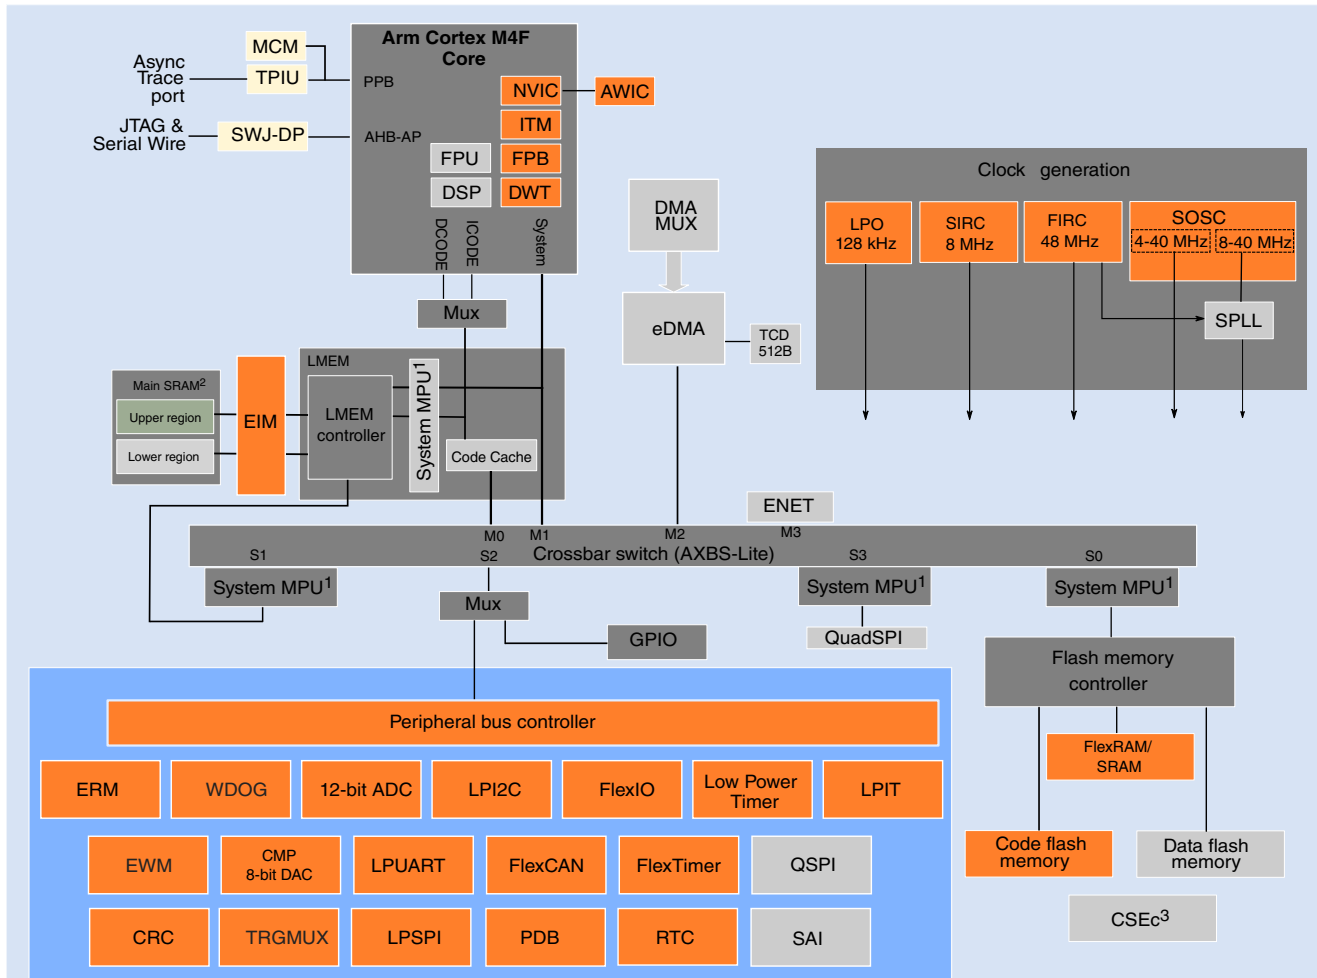 Async
Trace
port
MCM
TPIU
JTAG &
Serial Wire
SWJ-DP
Arm Cortex M4F
Core
PPB
AHB-AP
NVIC
AWIC
ITM
FPU
FPB
DSP
DWT
DCODE
ICODE
System
Mux
DMA
MUX
eDMA
TCD
512B
Clock generation
LPO
128 kHz
SIRC
8 MHz
FIRC
48 MHz
SOSC
4-40 MHz
8-40 MHz
SPLL
Main SRAM2
Upper region
Lower region
EIM
LMEM
LMEM
controller
System MPU1
Code Cache
ENET
M0
M1
M2
M3
Crossbar switch (AXBS-Lite)
S1
S2
S3
S0
System MPU1
Mux
System MPU1
System MPU1
GPIO
QuadSPI
Flash memory
controller
FlexRAM/
SRAM
Code flash
memory
Data flash
memory
CSEc3
Peripheral bus controller
ERM
WDOG
12-bit ADC
LPI2C
FlexIO
Low Power
Timer
LPIT
EWM
CMP
8-bit DAC
LPUART
FlexCAN
FlexTimer
QSPI
CRC
TRGMUX
LPSPI
PDB
RTC
SAI